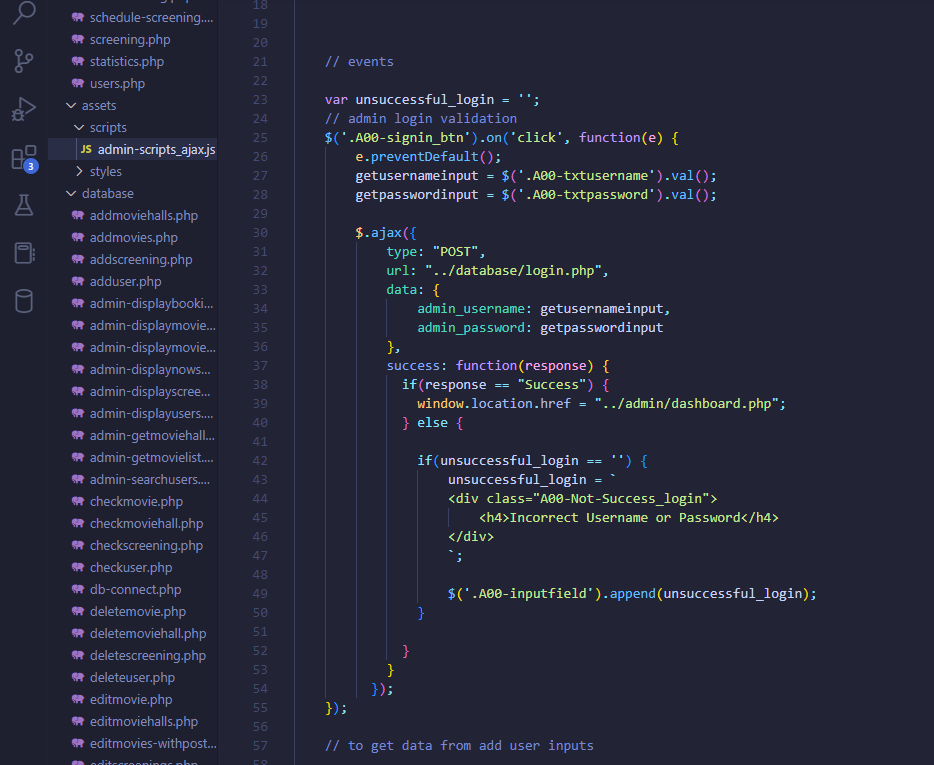 schedule-screening....
screening.php
statistics.php
users.php
assets
scripts
JS admin-scripts_ajax.js
styles
database
addmoviehalls.php
addmovies.php
addscreening.php
adduser.php
admin-displaybooki...
admin-displaymovie...
admin-displaymovie...
admin-displaynows...
admin-displayscree...
admin-displayusers....
admin-getmoviehall...
admin-getmovielist....
admin-searchusers....
checkmovie.php
checkmoviehall.php
checkscreening.php
checkuser.php
db-connect.php
deletemovie.php
deletemoviehall.php
deletescreening.php
deleteuser.php
editmovie.php
editmoviehalls.php
editmovies-withpost...
editscreenings.php
3
18
19
20
21 // events
22
23 var unsuccessful_login = '';
24 // admin login validation
25 $('.A00-signin_btn').on('click', function(e) {
26 e.preventDefault();
27 getusernameinput = $('.A00-txtusername').val();
28 getpasswordinput = $('.A00-txtpassword').val();
29
30 $.ajax({
31 type: "POST",
32 url: "../database/login.php",
33 data: {
34 admin_username: getusernameinput,
35 admin_password: getpasswordinput
36 },
37 success: function(response) {
38 if(response == "Success") {
39 window.location.href = "../admin/dashboard.php";
40 } else {
41
42 if(unsuccessful_login == '') {
43 unsuccessful_login = `
44 <div class="A00-Not-Success_login">
45 <h4>Incorrect Username or Password</h4>
46 </div>
47 `;
48
49 $('.A00-inputfield').append(unsuccessful_login);
50 }
51
52 }
53 }
54 });
55 });
56
57 // to get data from add user inputs
58